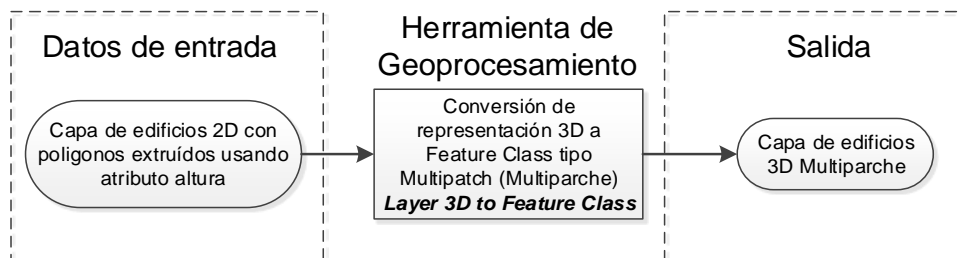 Datos de entrada
Capa de edificios 2D con
poligonos extruídos usando
atributo altura
Herramienta de
Geoprocesamiento
Conversión de
representación 3D a
Feature Class tipo
Multipatch (Multiparche)
Layer 3D to Feature Class
Salida
Capa de edificios
3D Multiparche